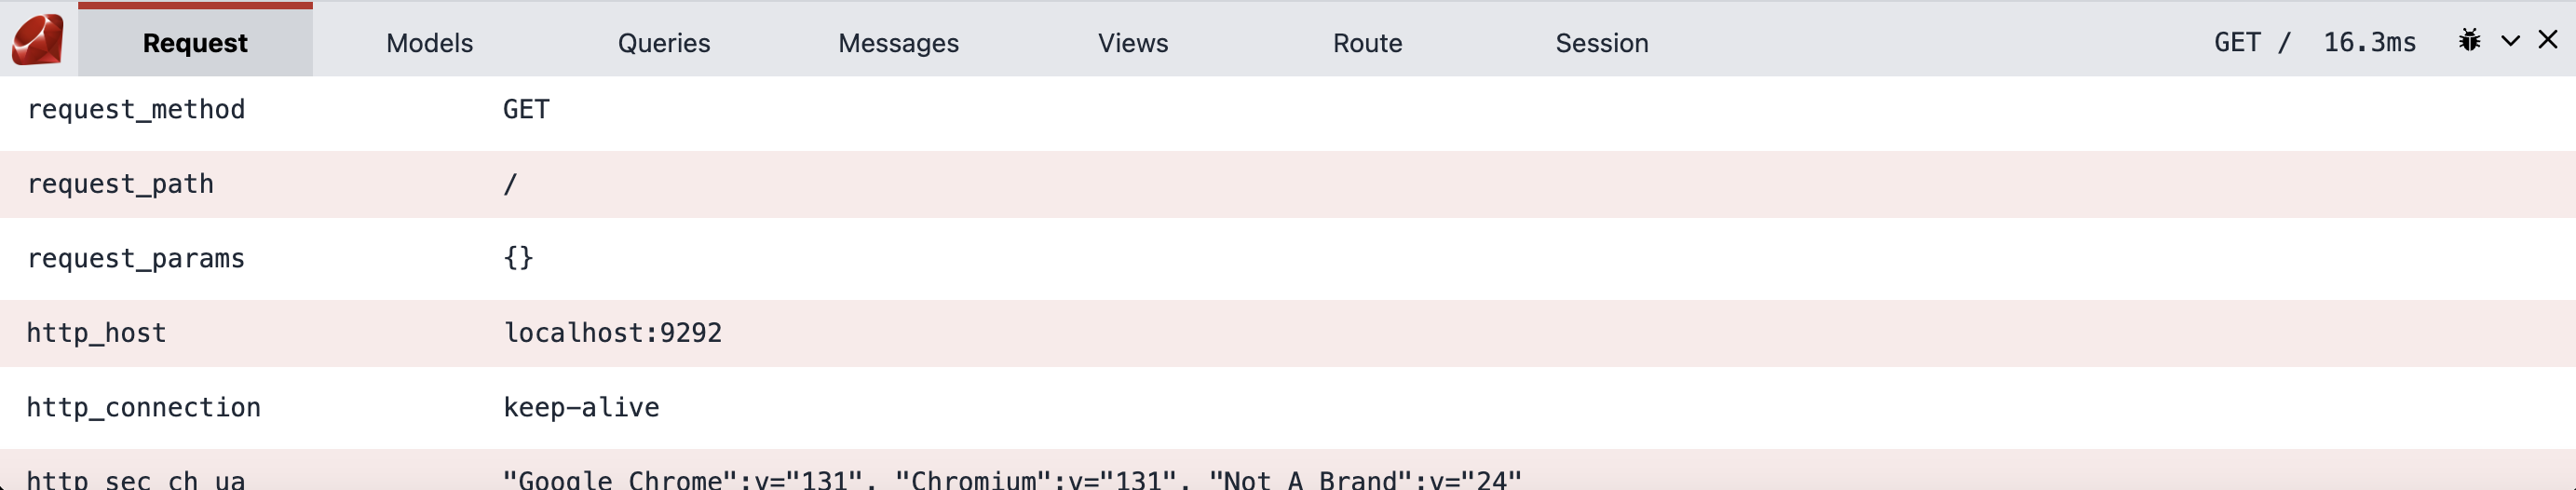 Request Models Queries Messages Views Route Session GET / 16.3ms
request_method GET
request_path /
request_params {}
http_host localhost:9292
http_connection keep-alive
http_sec_ch_ua "Google Chrome";v="131", "Chromium";v="131", "Not A Brand";v="24"